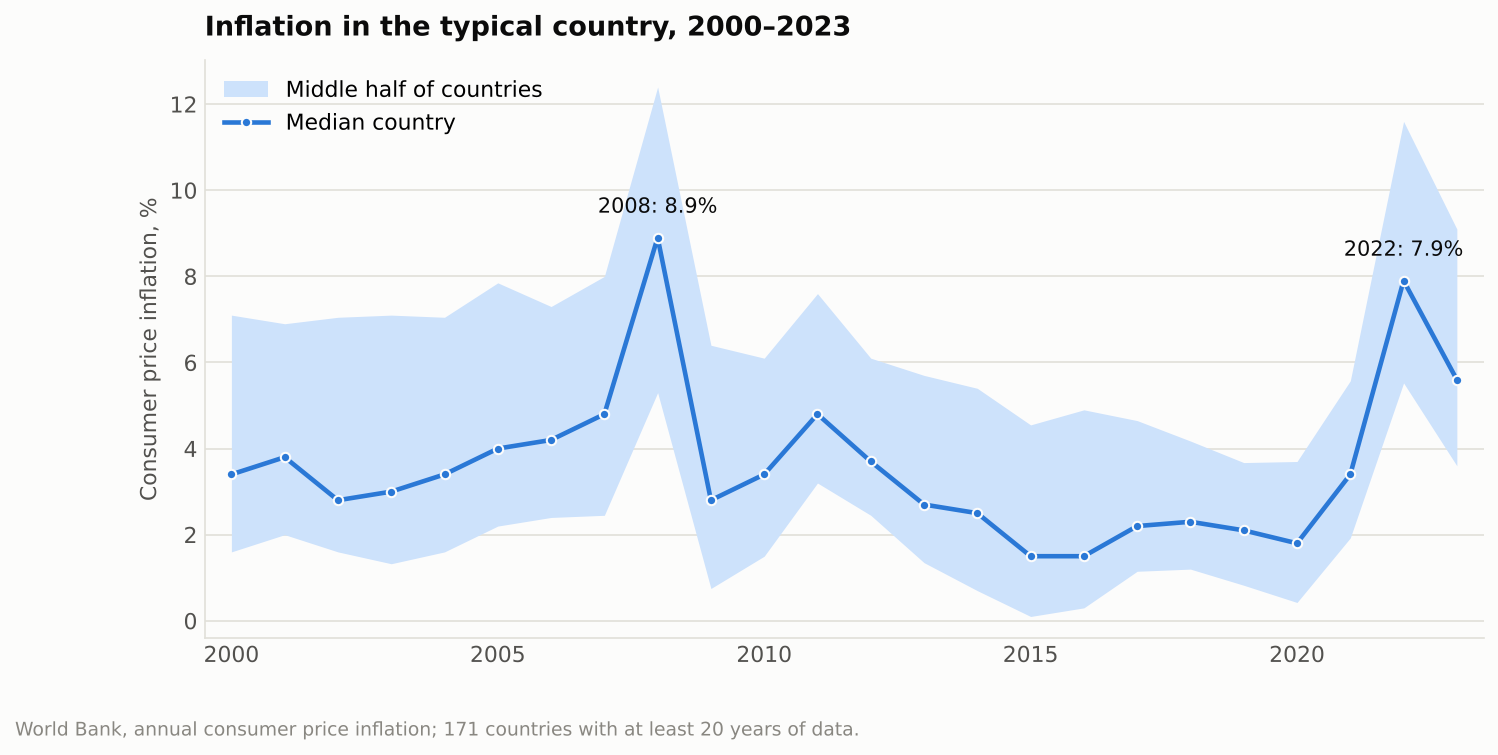 Inflation in the typical country, 2000–2023
Middle half of countries
Median country
Consumer price inflation, %
12
10
8
6
4
2
0
2008: 8.9%
2022: 7.9%
2000
2005
2010
2015
2020
World Bank, annual consumer price inflation; 171 countries with at least 20 years of data.